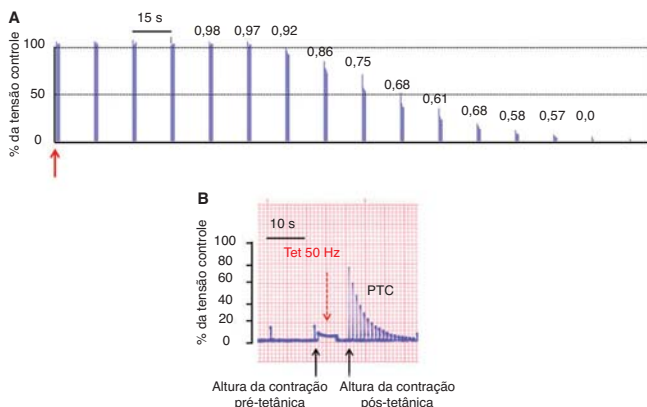 A
15 s
0,98 0,97 0,92
0,86
0,75
0,68
0,61
0,68
0,58 0,57 0,0
100
50
0
% da tensão controle
B
10 s
Tet 50 Hz
PTC
100
80
60
40
20
0
% da tensão controle
Altura da contração
pré-tetânica
Altura da contração
pós-tetânica